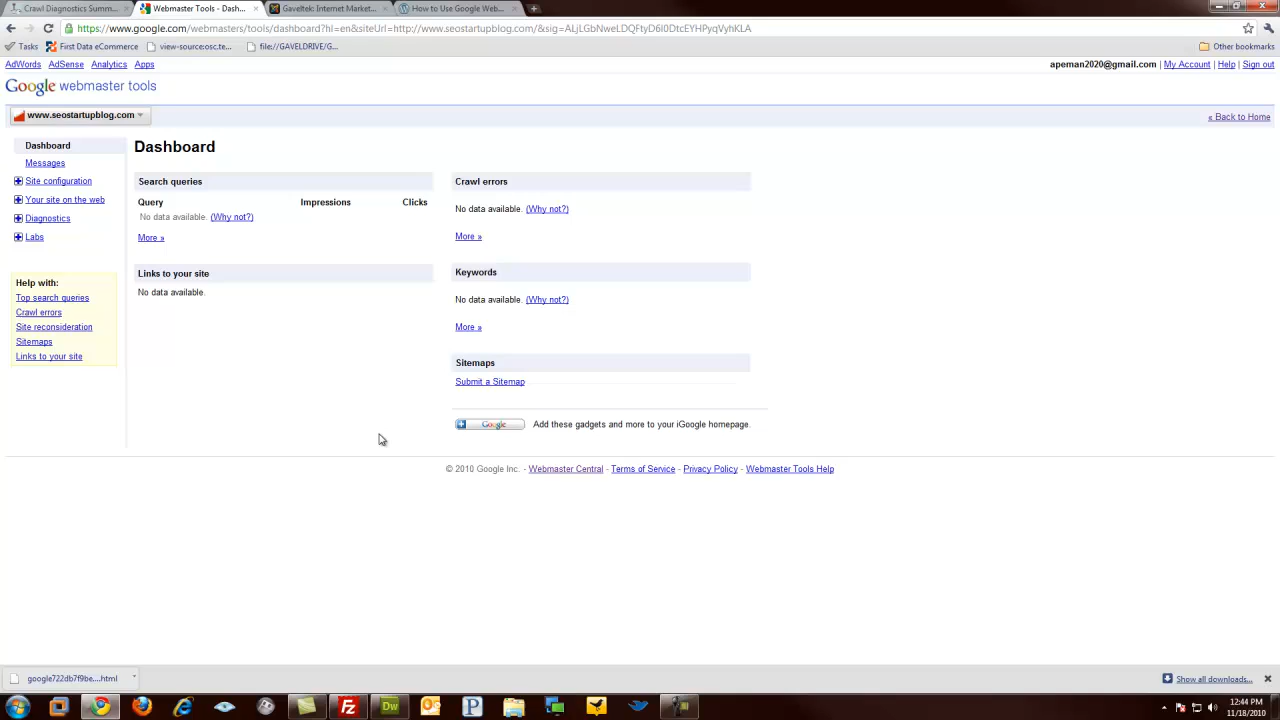 Crawl Diagnostics Summ...
Webmaster Tools - Dash...
Gaveltek Internet Market...
How to Use Google Web...
https://www.google.com/webmasters/tools/dashboard?hl=en&siteUrl=http://www.seostartupblog.com/&sig=ALjLGbNweLDQFtyD6I0DtcEYHPyqVyhKLA
Tasks
First Data eCommerce
view-source:osc.te...
file://GAVELDRIVE/G...
Other bookmarks
AdWords AdSense Analytics Apps
apeman2020@gmail.com | My Account | Help | Sign out
Google webmaster tools
www.seostartupblog.com
« Back to Home
Dashboard
Messages
Site configuration
Your site on the web
Diagnostics
Labs
Help with:
Top search queries
Crawl errors
Site reconsideration
Sitemaps
Links to your site
Dashboard
Search queries
Query Impressions Clicks
No data available. (Why not?)
More »
Links to your site
No data available.
Crawl errors
No data available. (Why not?)
More »
Keywords
No data available. (Why not?)
More »
Sitemaps
Submit a Sitemap
Google Add these gadgets and more to your iGoogle homepage.
© 2010 Google Inc. - Webmaster Central - Terms of Service - Privacy Policy - Webmaster Tools Help
google722db7f9be....html
Show all downloads...
Fz
Dw
P
12:44 PM
11/18/2010